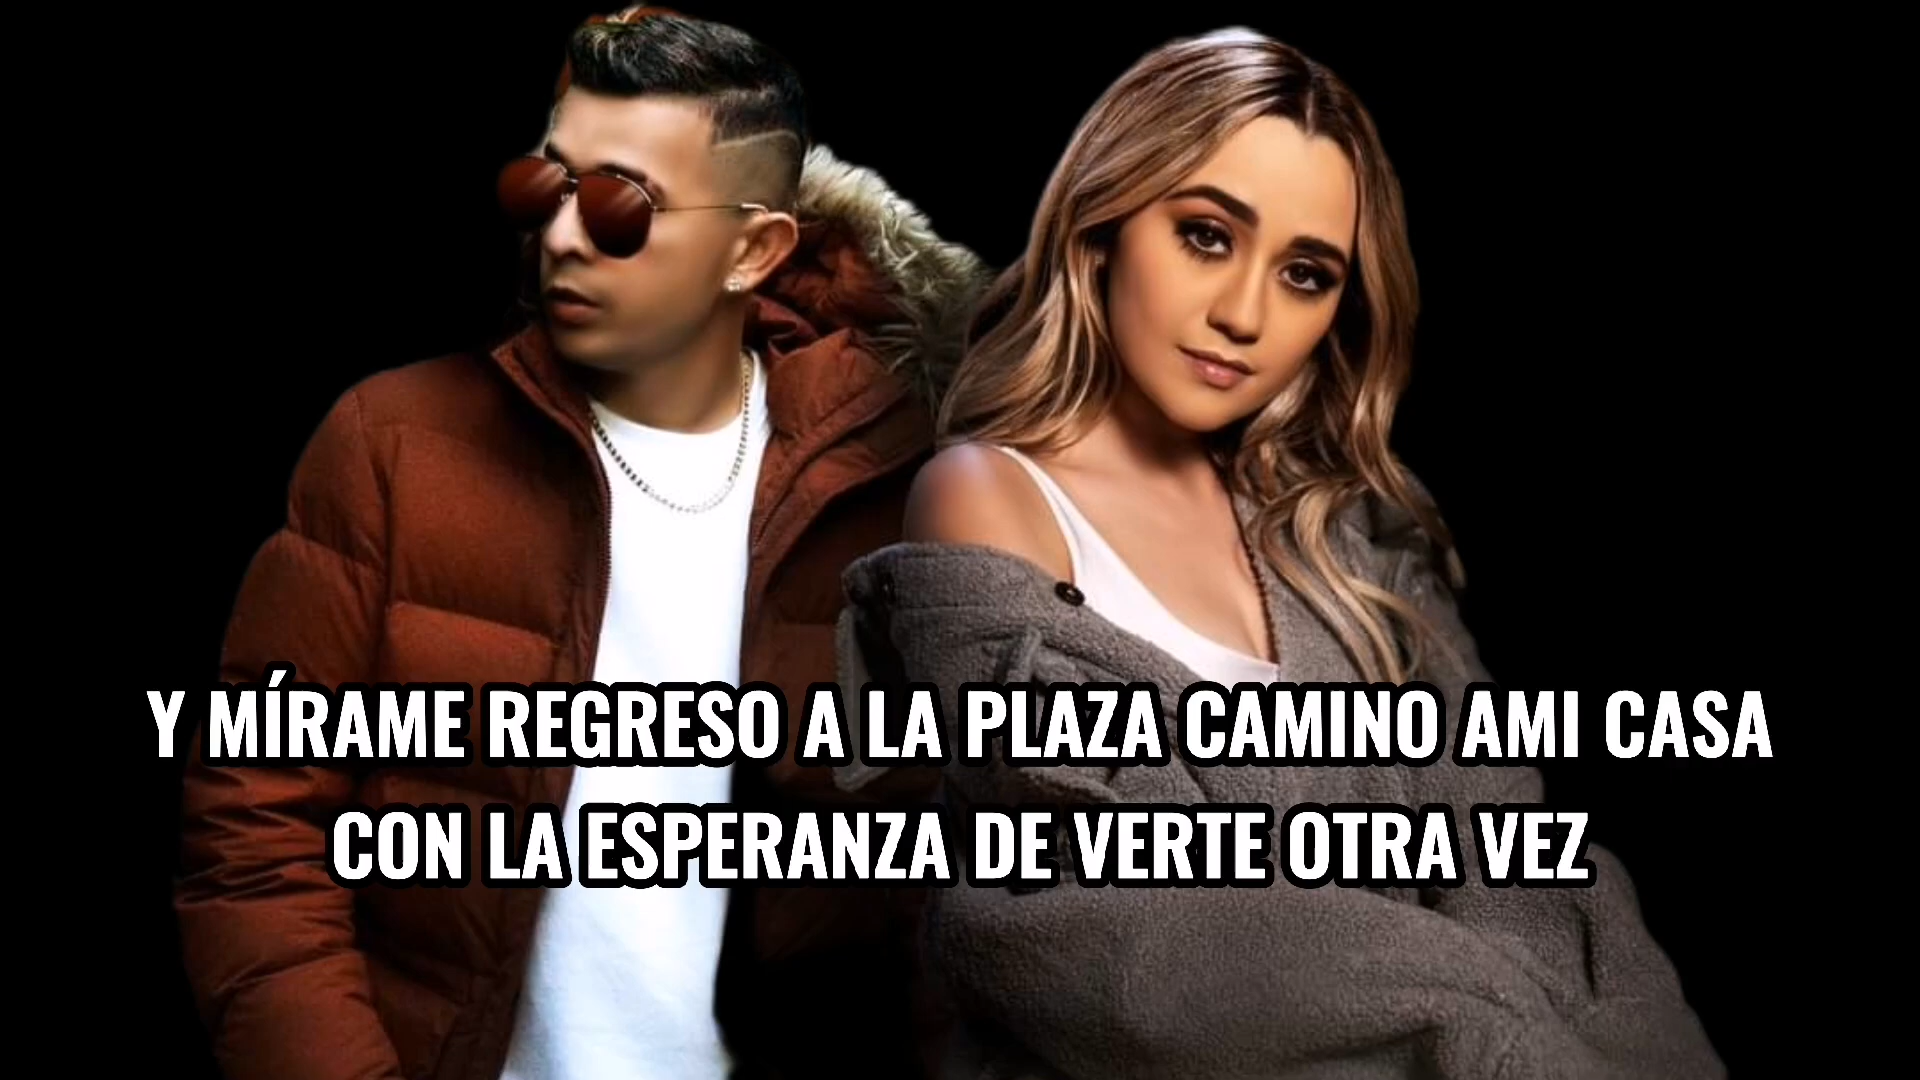 Y MÍRAME REGRESO A LA PLAZA CAMINO AMI CASA
CON LA ESPERANZA DE VERTE OTRA VEZ